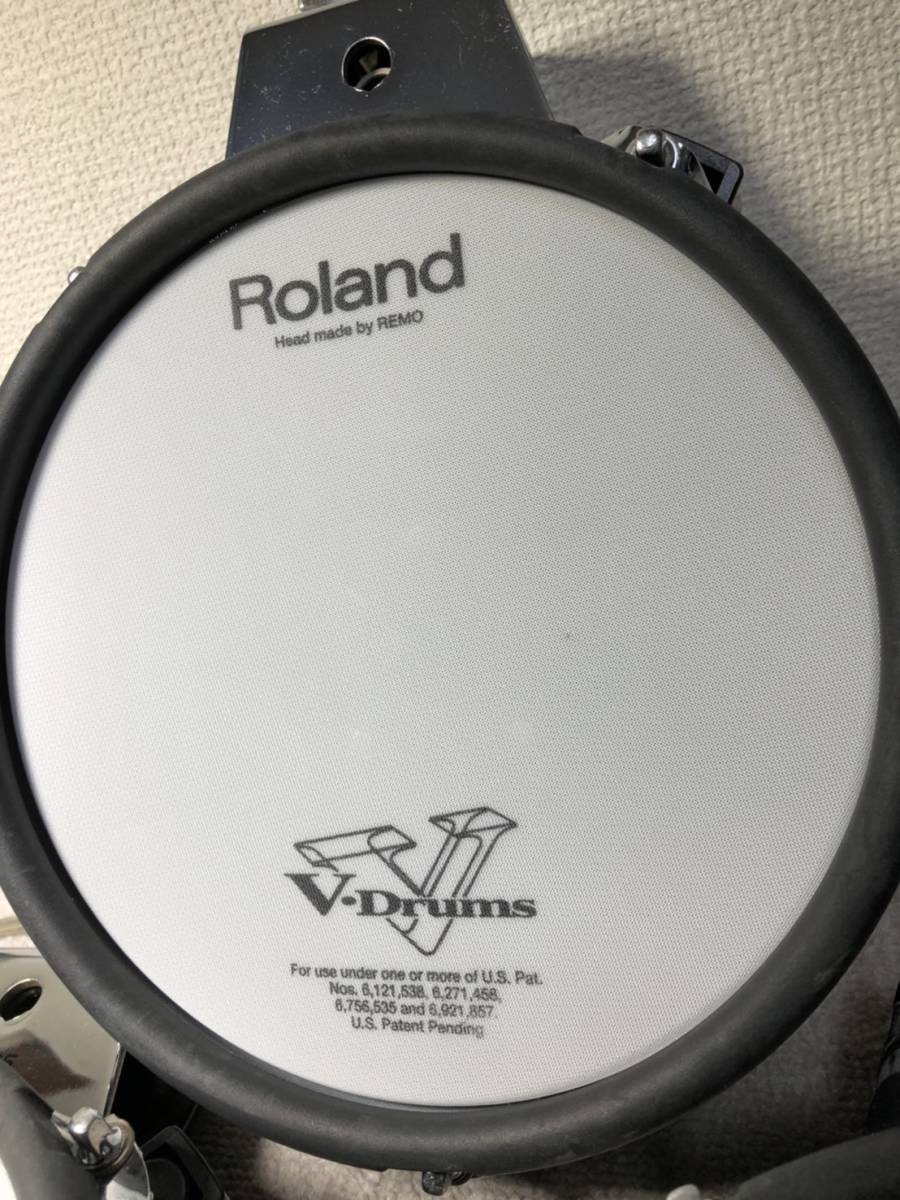 Roland
Head made by REMO
V-Drums
For use under one or more of U.S. Pat.
Nos. 6,121,538, 6,271,458,
6,756,535 and 6,921,857.
U.S. Patent Pending